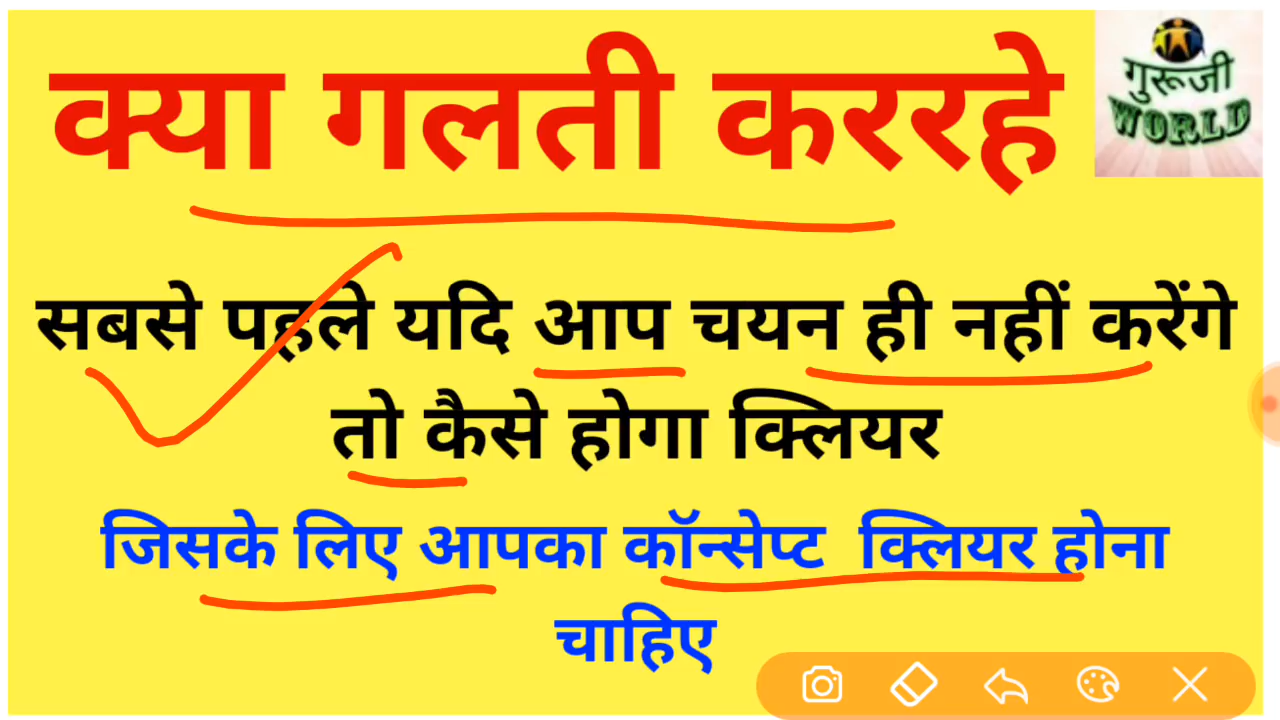 क्या गलती कररहे
गुरूजी
WORLD
सबसे पहले यदि आप चयन ही नहीं करेंगे
तो कैसे होगा क्लियर
जिसके लिए आपका कॉन्सेप्ट क्लियर होना
चाहिए